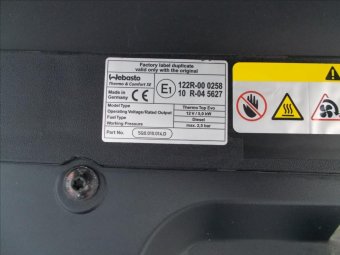 Factory label duplicate
valid only with the original
Webasto
Thermo & Comfort SE
Made in
Germany
CE
E1
122R-00 0258
10 R-04 5627
Model Type Thermo Top Evo
Operating Voltage/Rated Output 12 V / 5,0 kW
Fuel Type Diesel
Working Pressure max. 2,5 bar
Part No.